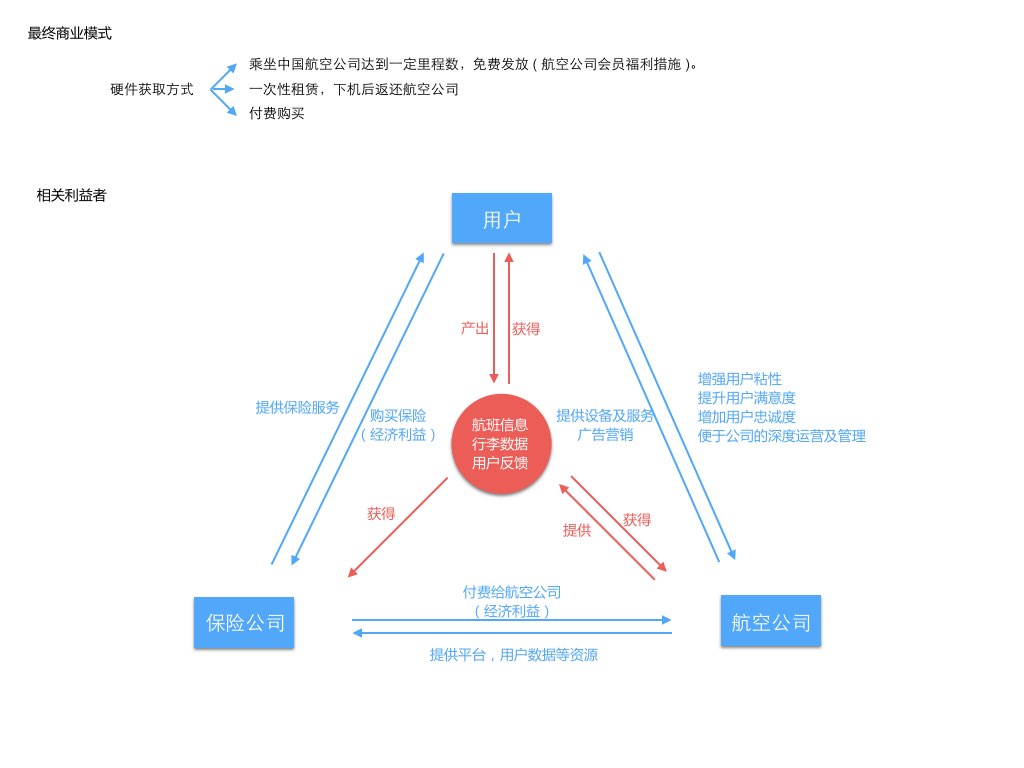 最终商业模式
乘坐中国航空公司达到一定里程数，免费发放（航空公司会员福利措施）。
硬件获取方式
一次性租赁，下机后返还航空公司
付费购买
相关利益者
用户
产出
获得
提供保险服务
购买保险
（经济利益）
航班信息
行李数据
用户反馈
提供设备及服务
广告营销
增强用户粘性
提升用户满意度
增加用户忠诚度
便于公司的深度运营及管理
获得
提供
获得
保险公司
付费给航空公司
（经济利益）
提供平台，用户数据等资源
航空公司